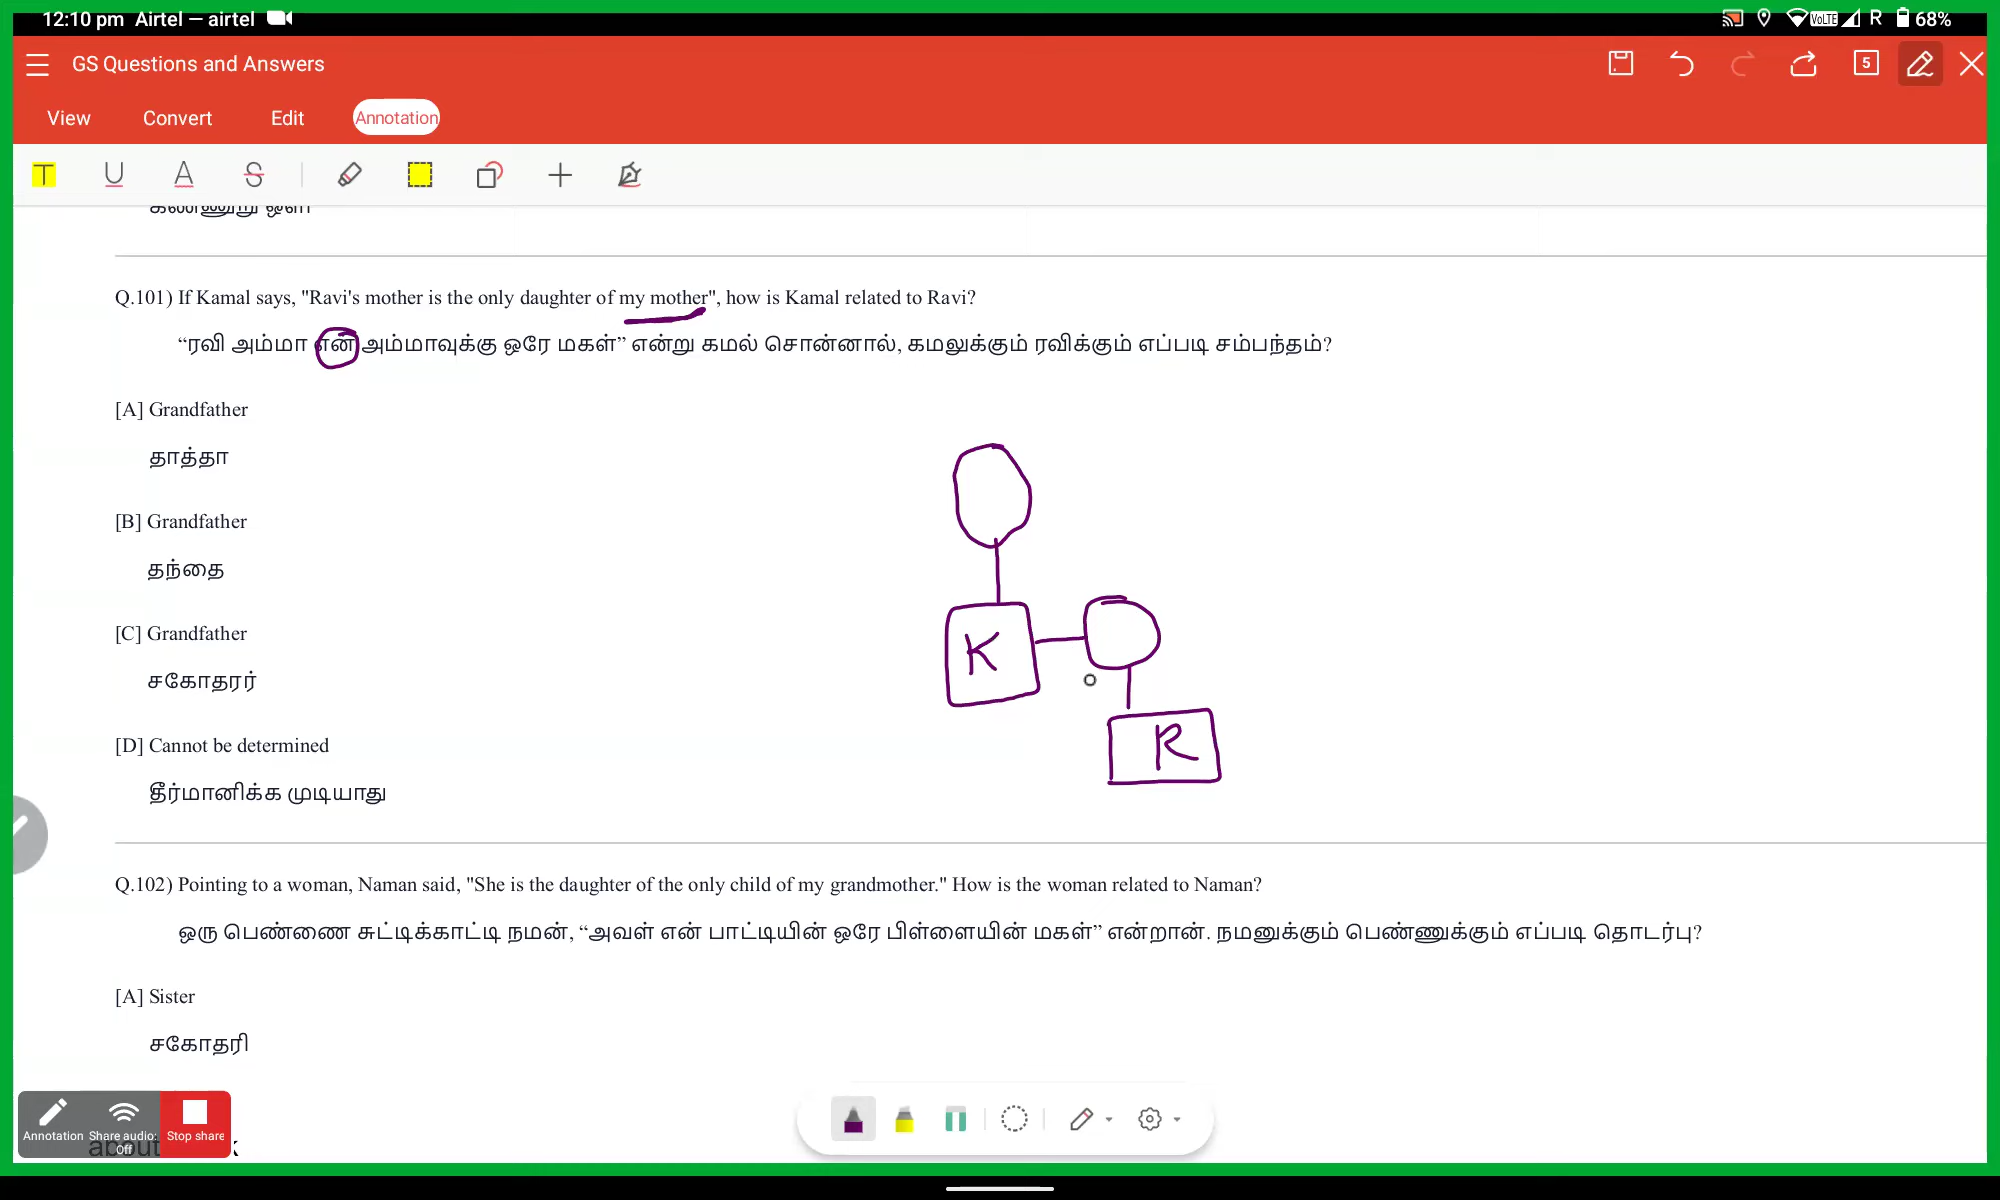 12:10 pm Airtel — airtel VoLTE R 68%
GS Questions and Answers 5
View Convert Edit Annotation
T U A S
Q.101) If Kamal says, "Ravi's mother is the only daughter of my mother", how is Kamal related to Ravi?
“ரவி அம்மா என் அம்மாவுக்கு ஒரே மகள்” என்று கமல் சொன்னால், கமலுக்கும் ரவிக்கும் எப்படி சம்பந்தம்?
[A] Grandfather
தாத்தா
[B] Grandfather
தந்தை
[C] Grandfather
சகோதரர்
[D] Cannot be determined
தீர்மானிக்க முடியாது
K
R
Q.102) Pointing to a woman, Naman said, "She is the daughter of the only child of my grandmother." How is the woman related to Naman?
ஒரு பெண்ணை சுட்டிக்காட்டி நமன், “அவள் என் பாட்டியின் ஒரே பிள்ளையின் மகள்” என்றான். நமனுக்கும் பெண்ணுக்கும் எப்படி தொடர்பு?
[A] Sister
சகோதரி
Annotation Share audio: Off Stop share
about